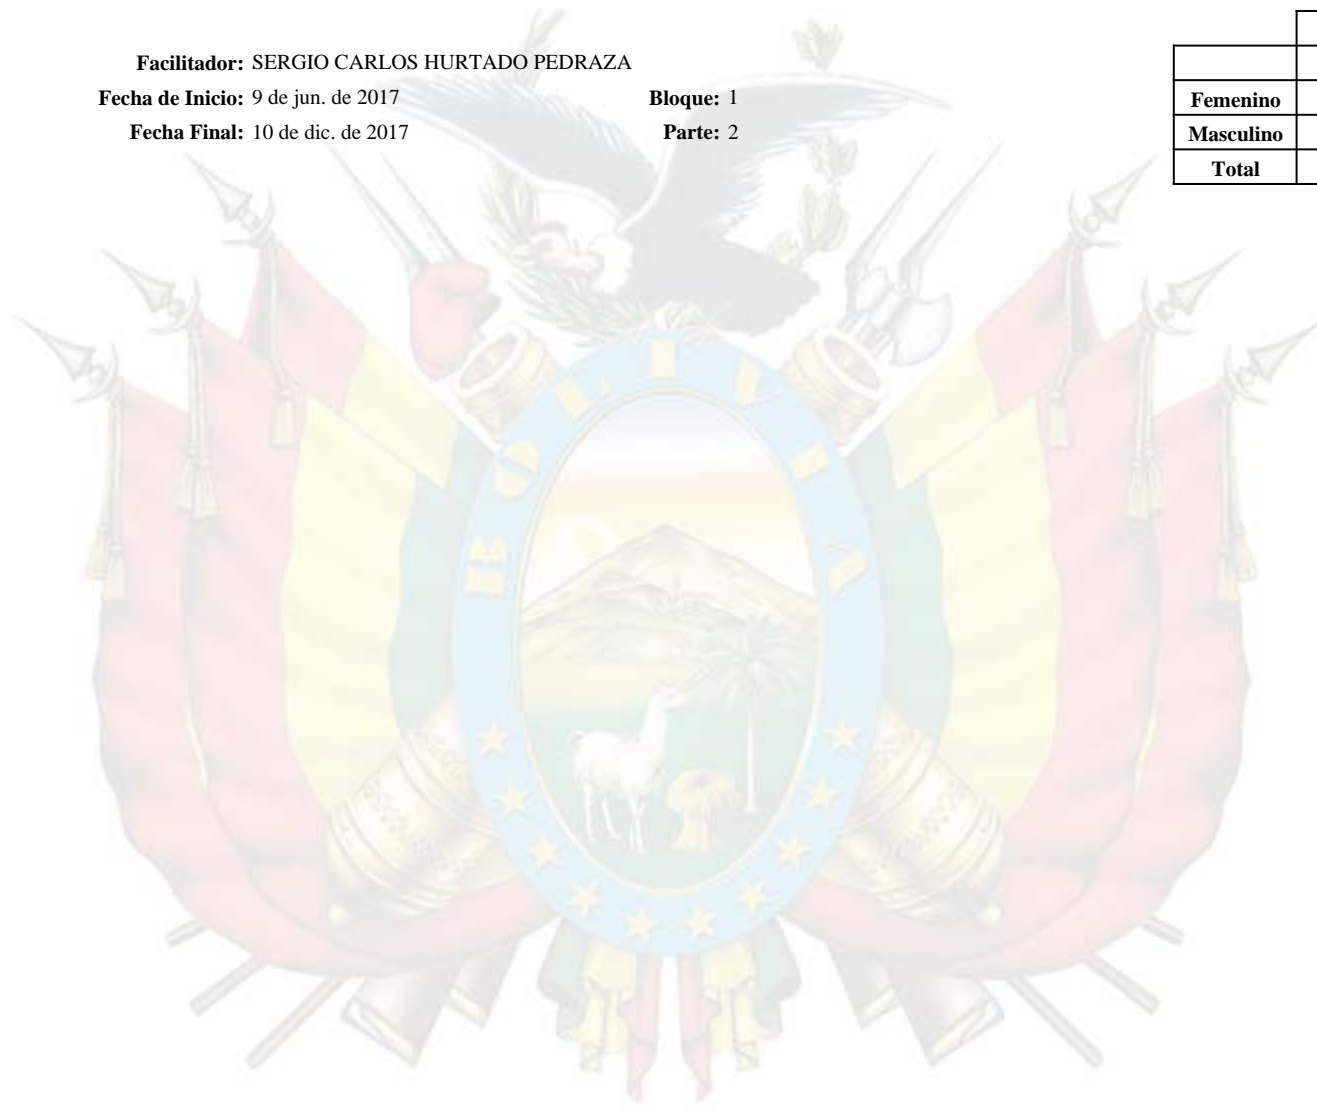 Facilitador: SERGIO CARLOS HURTADO PEDRAZA
Fecha de Inicio: 9 de jun. de 2017 Bloque: 1
Fecha Final: 10 de dic. de 2017 Parte: 2
Femenino
Masculino
Total
BOLIVIA